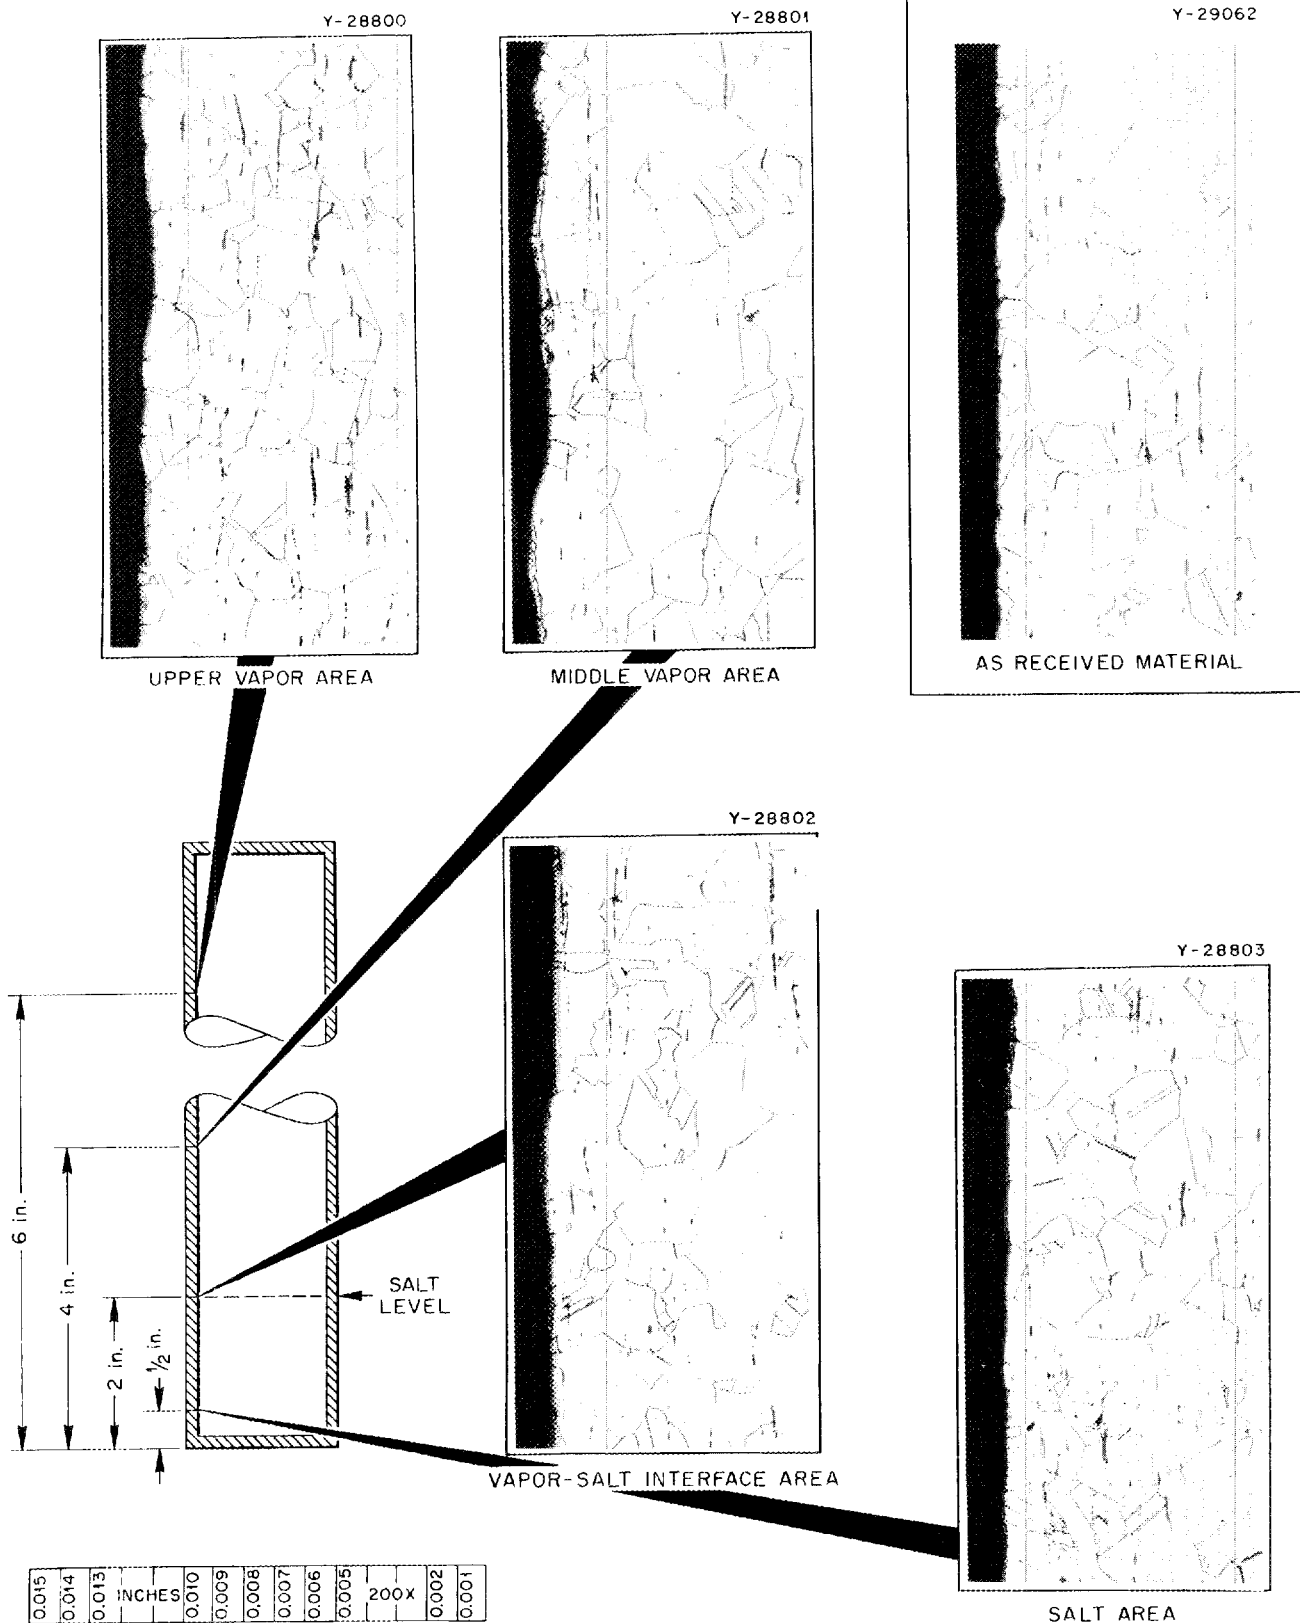 Y-28800
Y-28801
Y-29062
UPPER VAPOR AREA
MIDDLE VAPOR AREA
AS RECEIVED MATERIAL
Y-28802
Y-28803
6 in.
4 in.
2 in.
1/2 in.
SALT
LEVEL
VAPOR-SALT INTERFACE AREA
SALT AREA
0.015
0.014
0.013
INCHES
0.010
0.009
0.008
0.007
0.006
0.005
200X
0.002
0.001